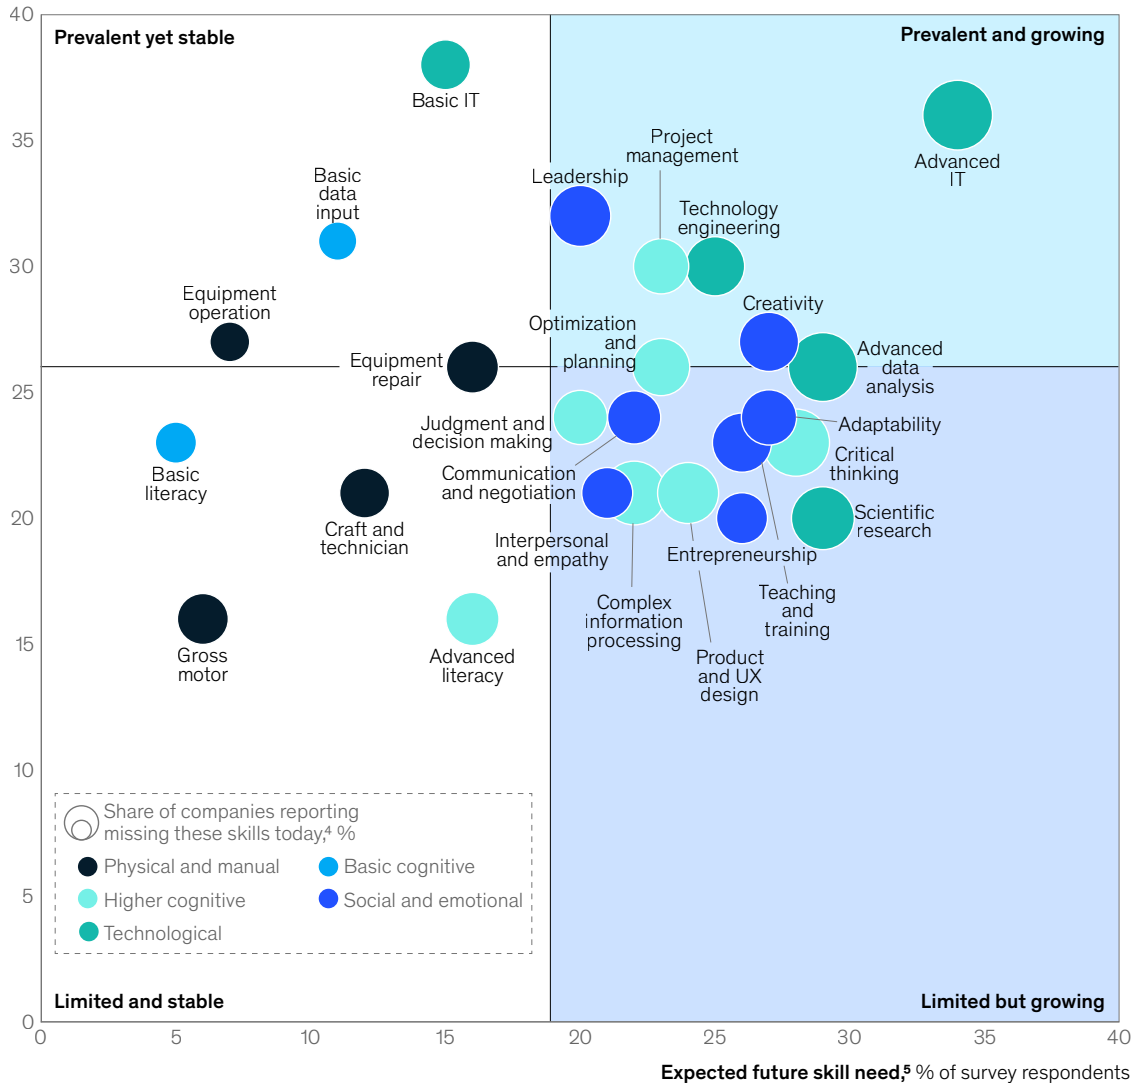 40
Prevalent yet stable
Prevalent and growing
Basic IT
35
Project
management
Advanced
IT
Basic
data
input
Leadership
Technology
engineering
30
Equipment
operation
Creativity
Optimization
and
planning
Equipment
repair
Advanced
data
analysis
25
Judgment and
decision making
Adaptability
Communication
and negotiation
Critical
thinking
Basic
literacy
20
Craft and
technician
Scientific
research
Interpersonal
and empathy
Entrepreneurship
Complex
information
processing
Teaching
and
training
15
Gross
motor
Advanced
literacy
Product
and UX
design
10
Share of companies reporting
missing these skills today,⁴ %
Physical and manual
Basic cognitive
5
Higher cognitive
Social and emotional
Technological
Limited and stable
Limited but growing
0
0 5 10 15 20 25 30 35 40
Expected future skill need,⁵ % of survey respondents